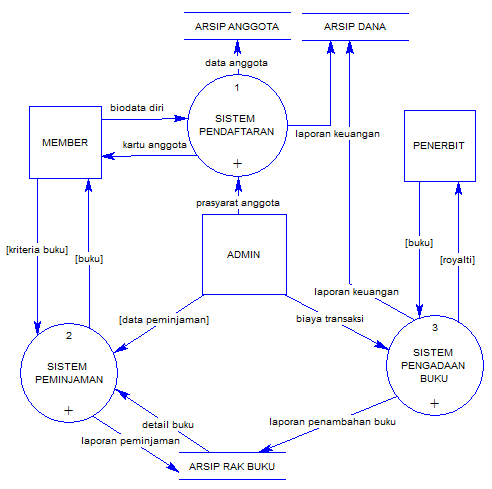 ARSIP ANGGOTA
ARSIP DANA
data anggota
1
SISTEM
PENDAFTARAN
+
biodata diri
kartu anggota
laporan keuangan
MEMBER
PENERBIT
prasyarat anggota
ADMIN
[kriteria buku]
[buku]
[buku]
[royalti]
laporan keuangan
[data peminjaman]
biaya transaksi
2
SISTEM
PEMINJAMAN
+
3
SISTEM
PENGADAAN
BUKU
+
detail buku
laporan peminjaman
laporan penambahan buku
ARSIP RAK BUKU